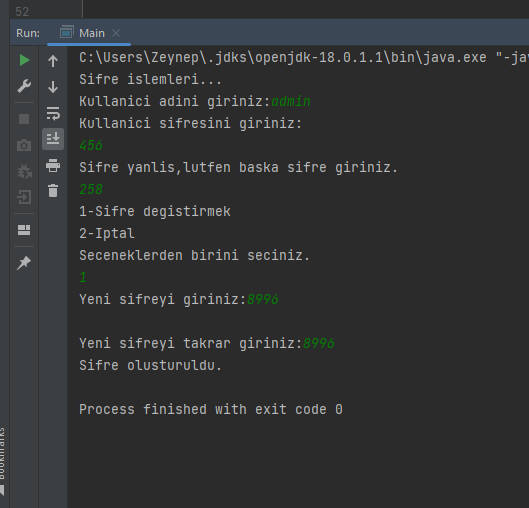 52
Run: Main
C:\Users\Zeynep\.jdks\openjdk-18.0.1.1\bin\java.exe "-jav
Sifre islemleri...
Kullanici adini giriniz:admin
Kullanici sifresini giriniz:
456
Sifre yanlis,lutfen baska sifre giriniz.
258
1-Sifre degistirmek
2-Iptal
Seceneklerden birini seciniz.
1
Yeni sifreyi giriniz:8996
Yeni sifreyi takrar giriniz:8996
Sifre olusturuldu.
Process finished with exit code 0
Bookmarks